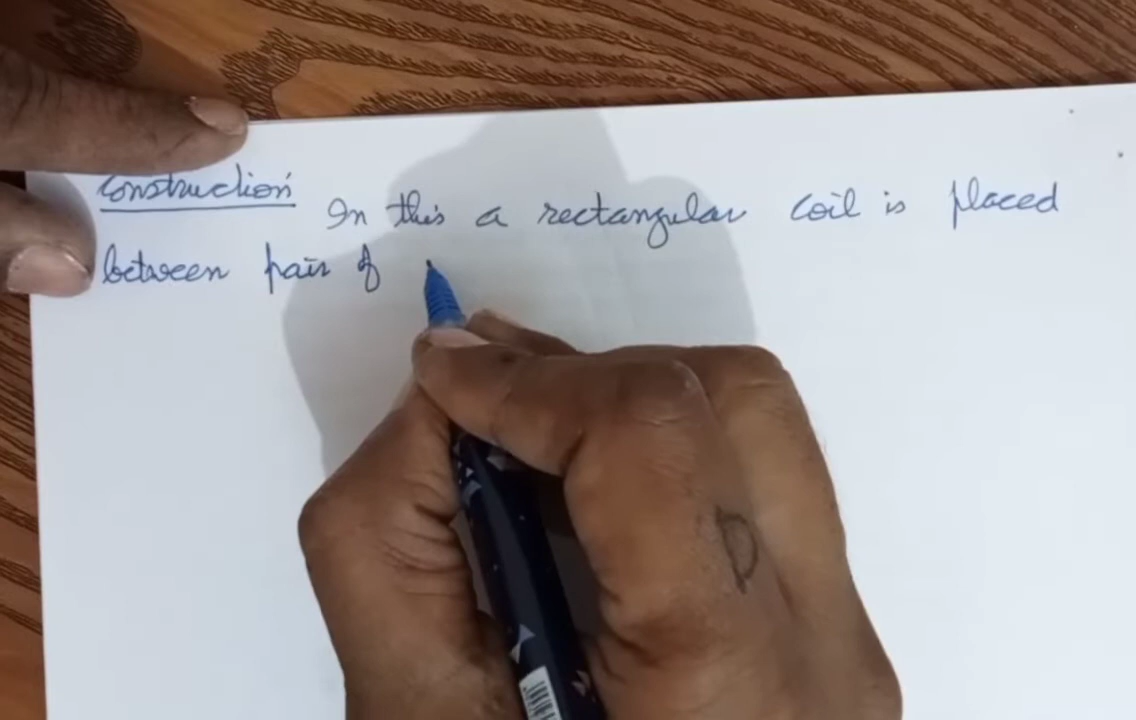 Construction In this a rectangular coil is placed
between pair of
D